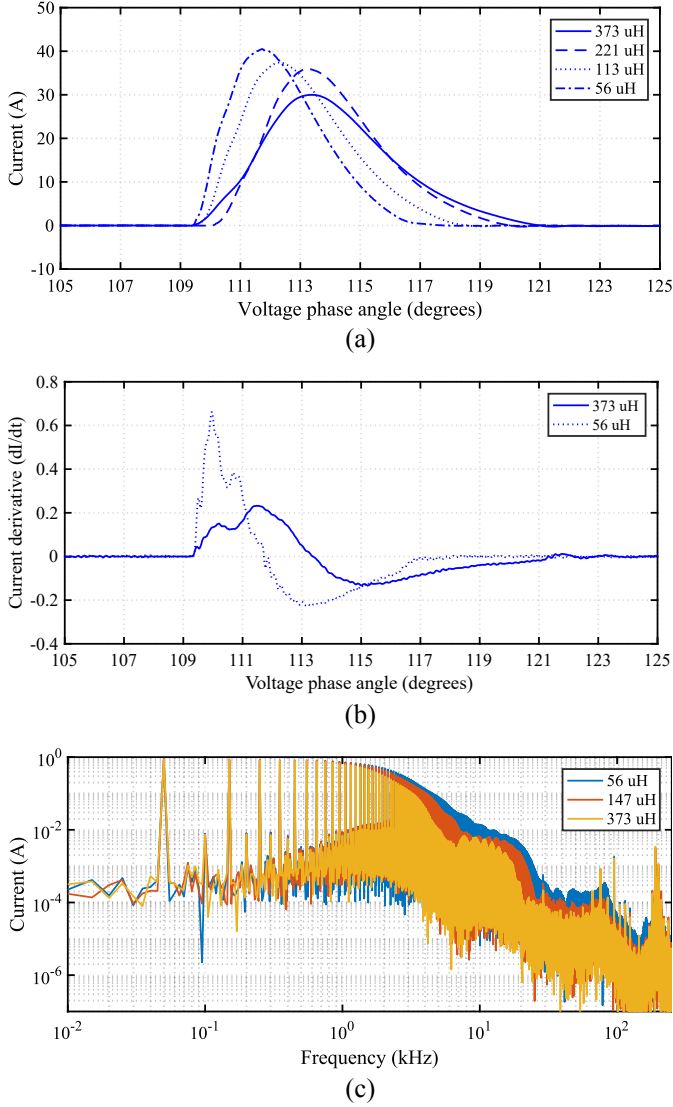 50
40
30
20
10
0
-10
Current (A)
373 uH
221 uH
113 uH
56 uH
105 107 109 111 113 115 117 119 121 123 125
Voltage phase angle (degrees)
(a)
0.8
0.6
0.4
0.2
0
-0.2
-0.4
Current derivative (dI/dt)
373 uH
56 uH
105 107 109 111 113 115 117 119 121 123 125
Voltage phase angle (degrees)
(b)
10^0
10^-2
10^-4
10^-6
Current (A)
56 uH
147 uH
373 uH
10^-2 10^-1 10^0 10^1 10^2
Frequency (kHz)
(c)